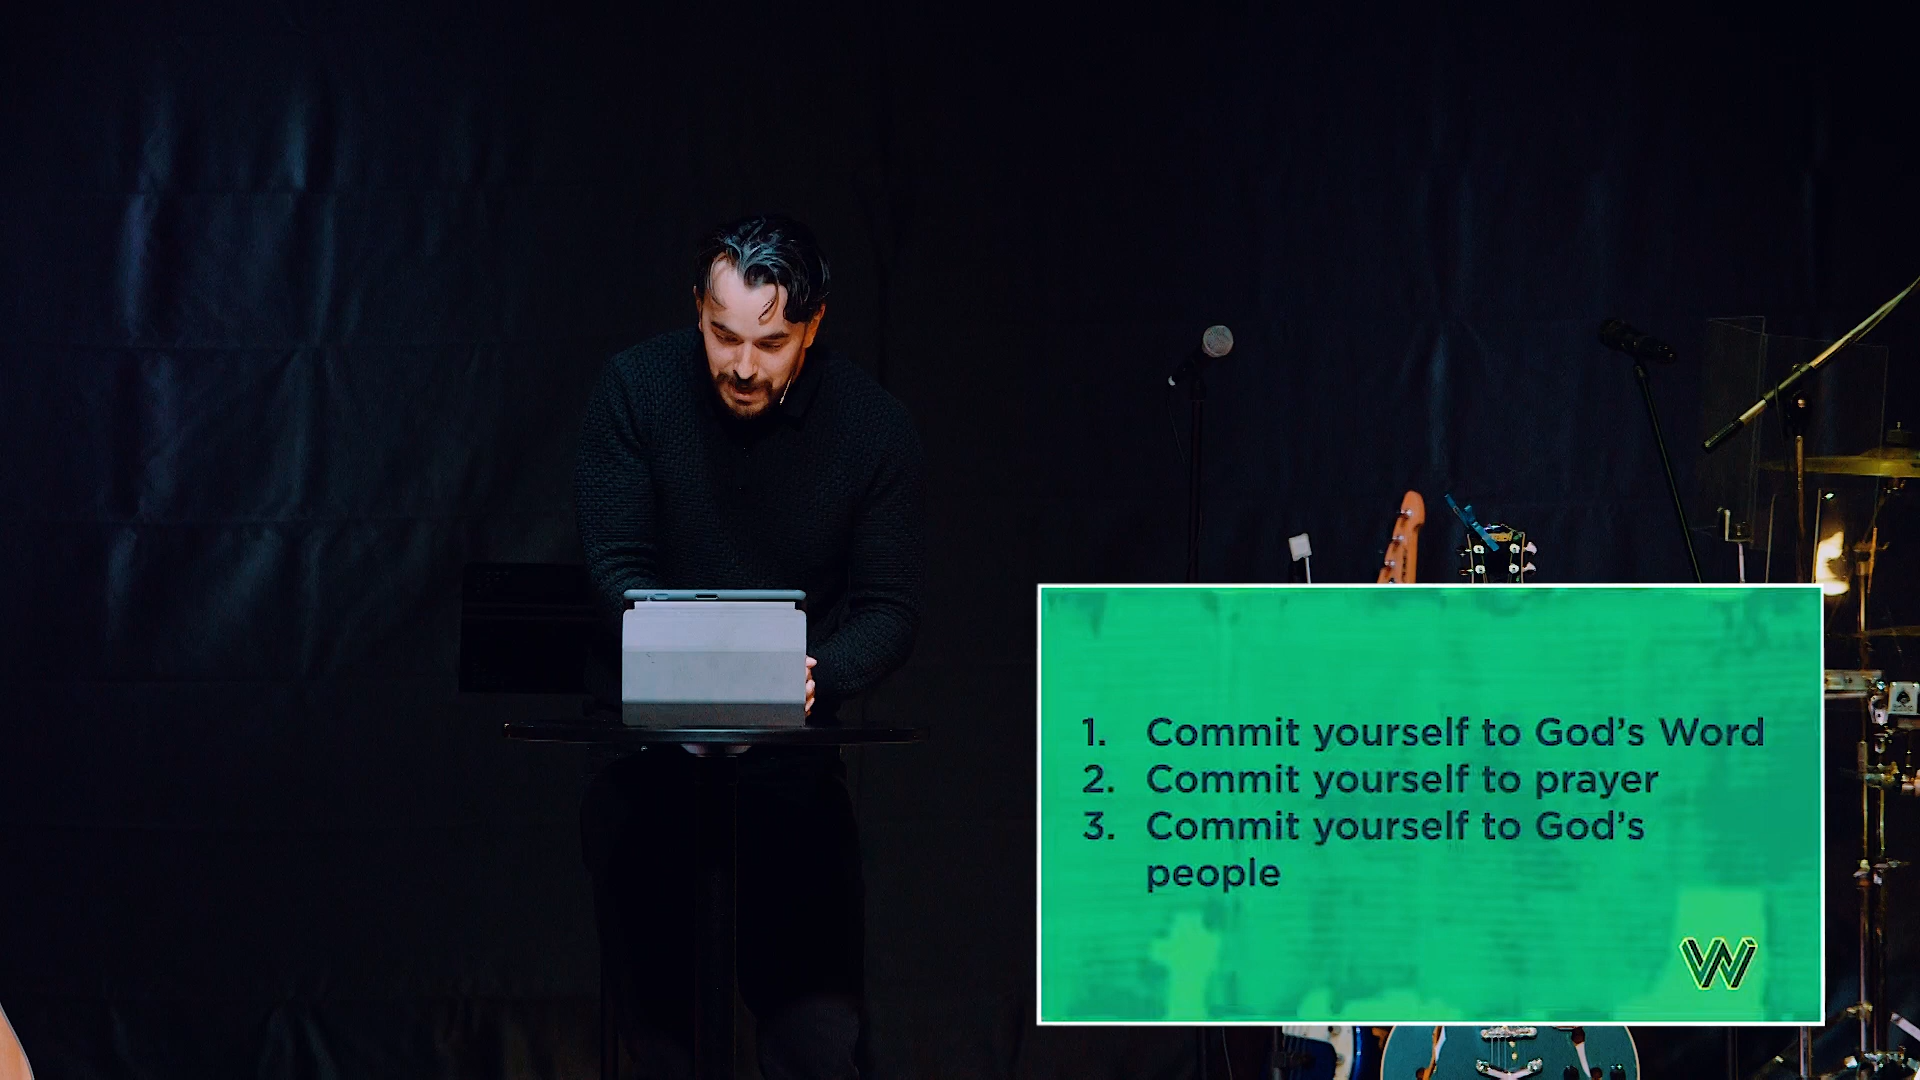 1. Commit yourself to God's Word
2. Commit yourself to prayer
3. Commit yourself to God's
people
W